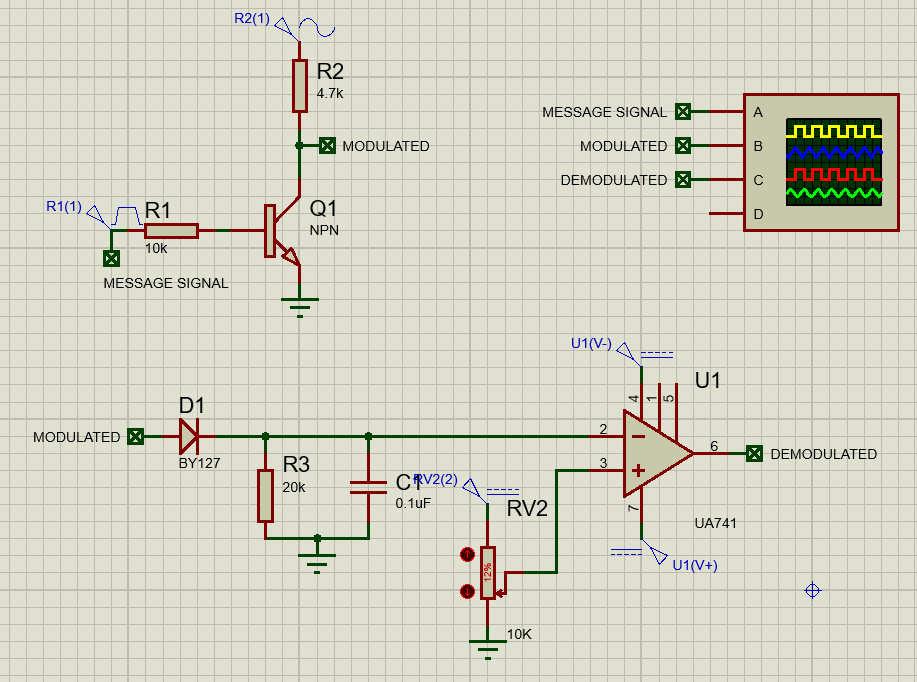 R2(1)
R2
4.7k
MODULATED
R1(1)
R1
10k
MESSAGE SIGNAL
Q1
NPN
MESSAGE SIGNAL
A
MODULATED
B
DEMODULATED
C
D
MODULATED
D1
BY127
R3
20k
C1
0.1uF
RV2(2)
RV2
12%
10K
U1(V-)
U1
4
1
5
2
3
6
7
DEMODULATED
UA741
U1(V+)